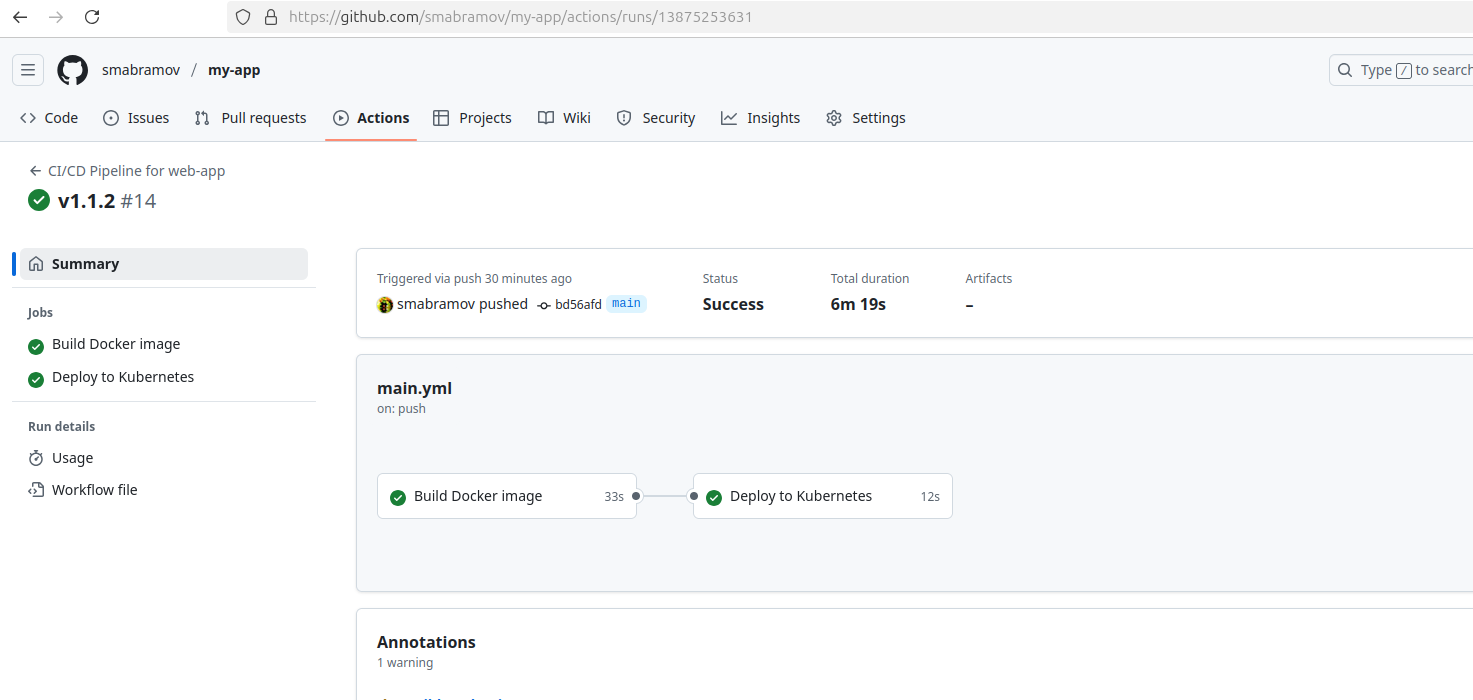 https://github.com/smabramov/my-app/actions/runs/13875253631
smabramov / my-app
Type / to search
Code Issues Pull requests Actions Projects Wiki Security Insights Settings
CI/CD Pipeline for web-app
v1.1.2 #14
Summary
Jobs
Build Docker image
Deploy to Kubernetes
Run details
Usage
Workflow file
Triggered via push 30 minutes ago
smabramov pushed bd56afd main
Status
Success
Total duration
6m 19s
Artifacts
–
main.yml
on: push
Build Docker image 33s
Deploy to Kubernetes 12s
Annotations
1 warning